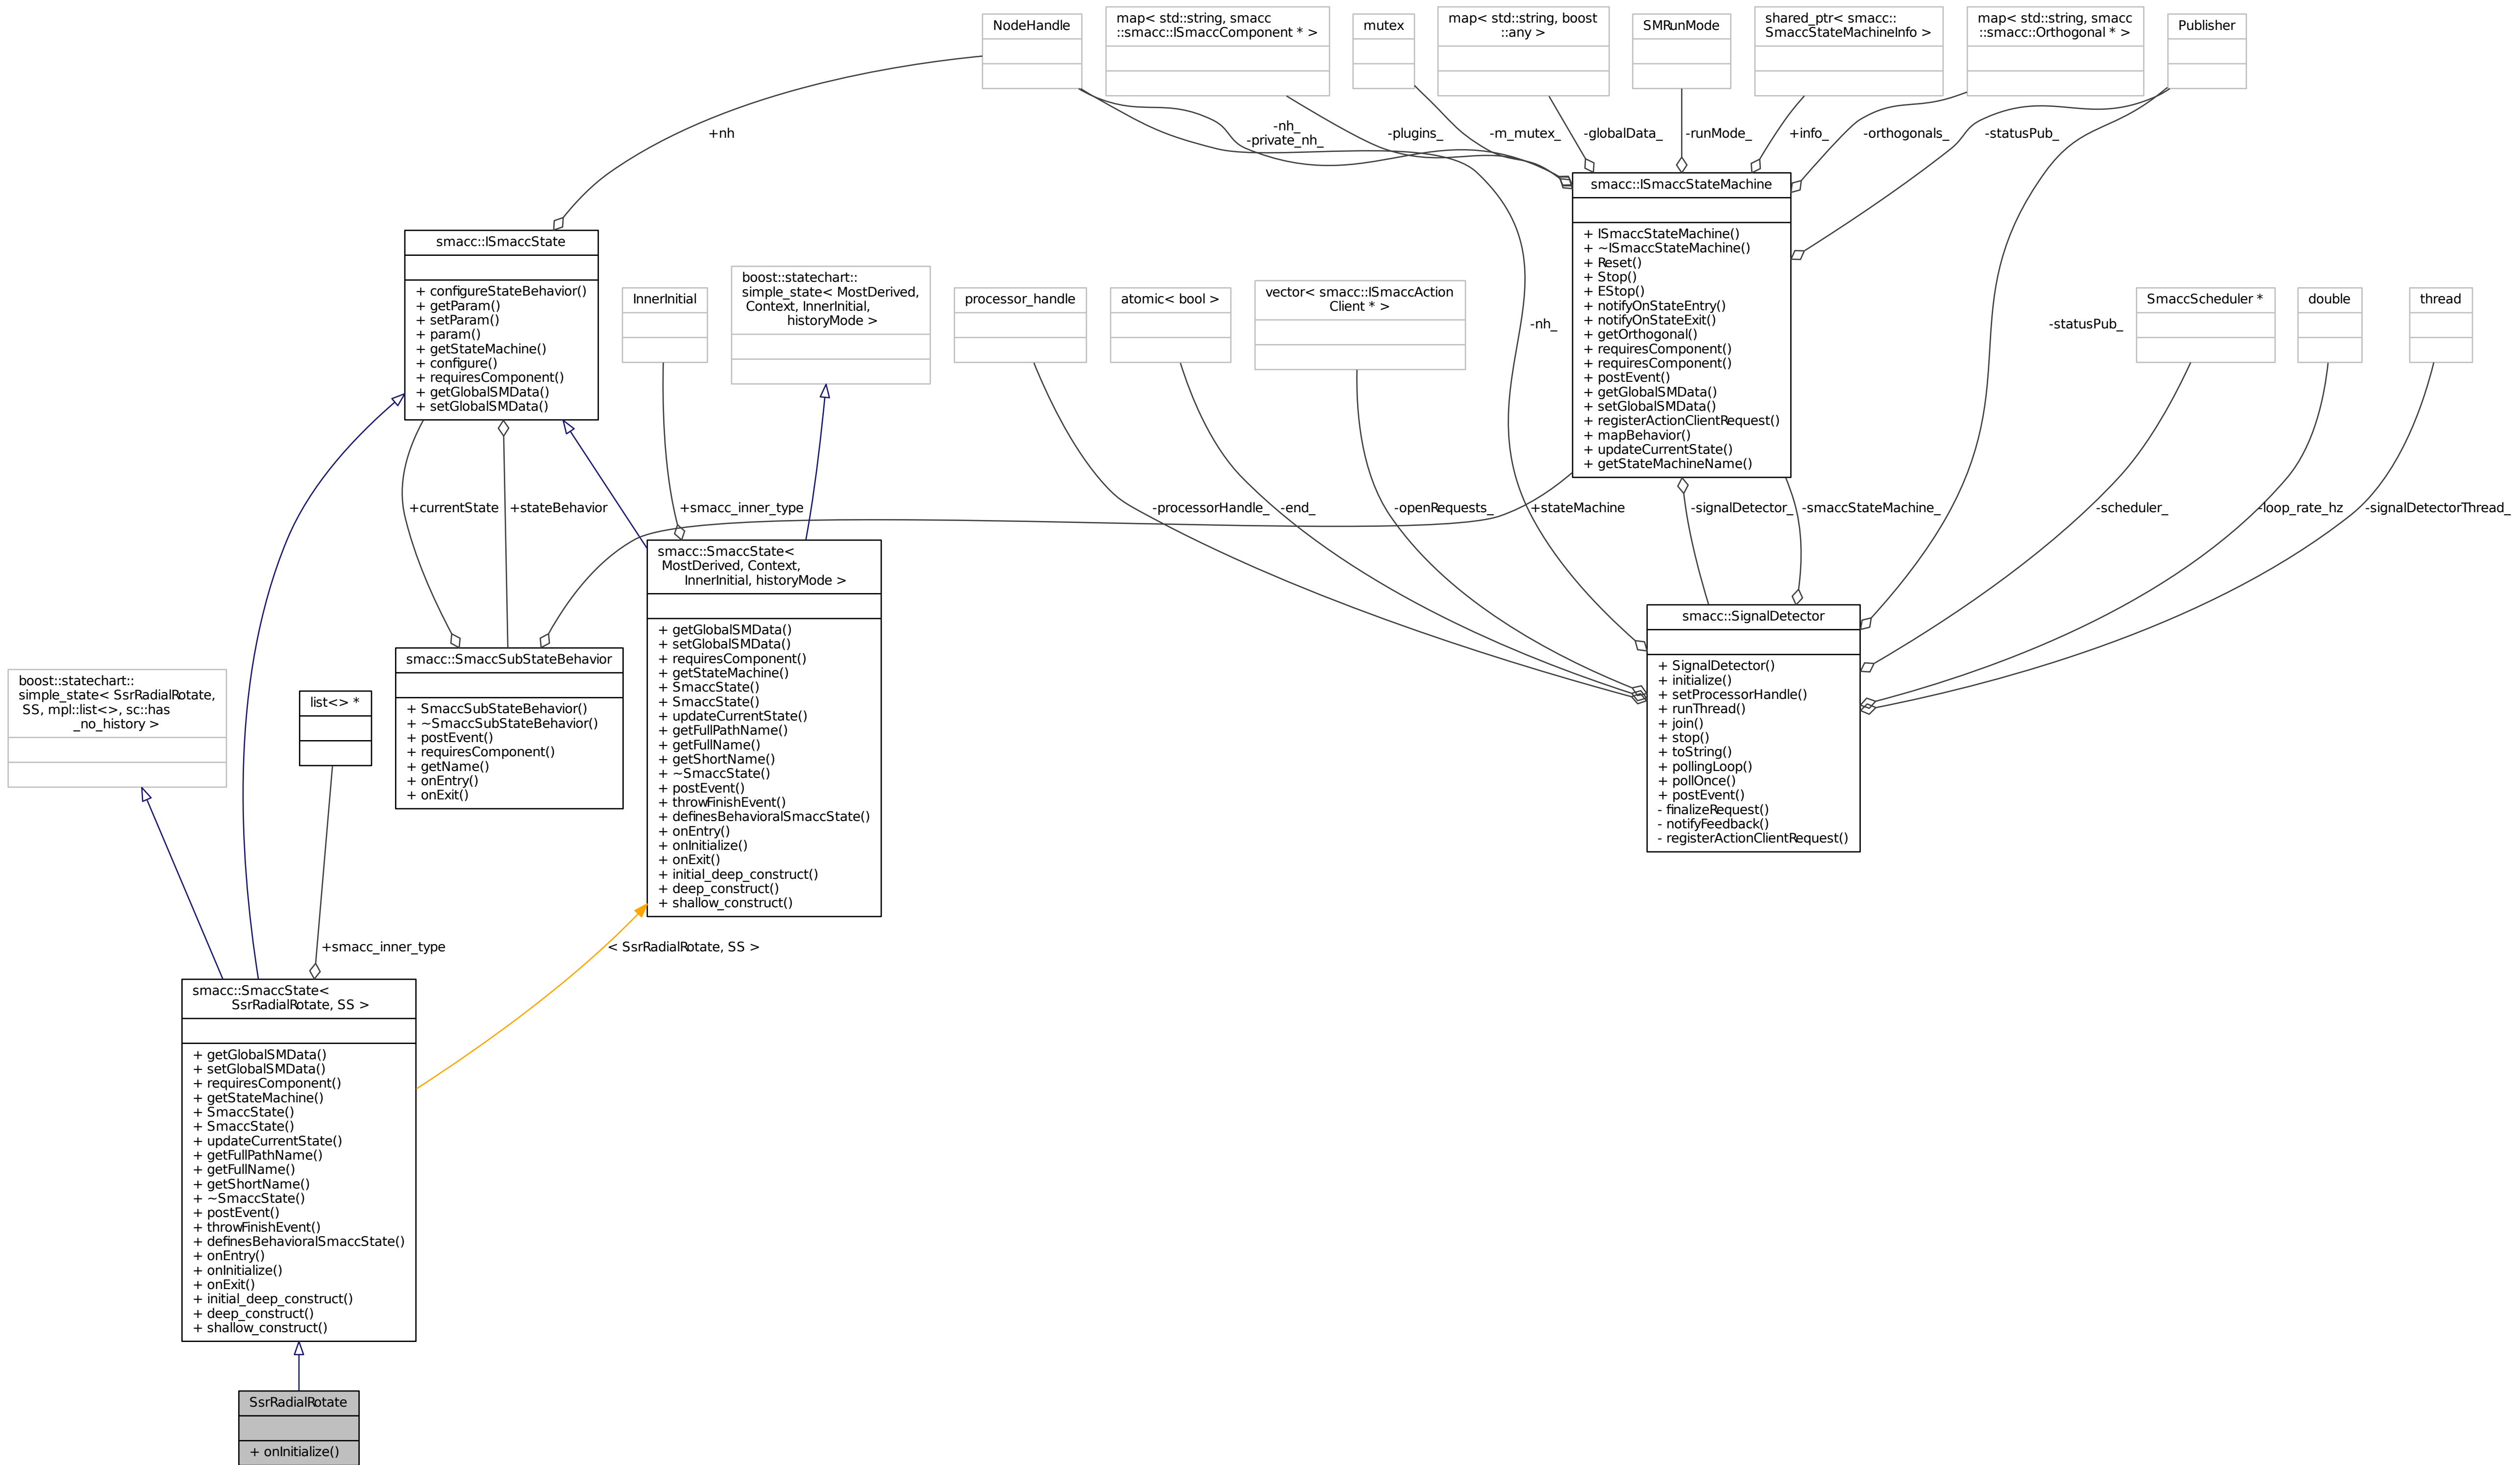 NodeHandle
map< std::string, smacc
::smacc::ISmaccComponent * >
mutex
map< std::string, boost
::any >
SMRunMode
shared_ptr< smacc::
SmaccStateMachineInfo >
map< std::string, smacc
::smacc::Orthogonal * >
Publisher
+nh
-nh_
-private_nh_
-plugins_
-m_mutex_
-globalData_
-runMode_
+info_
-orthogonals_
-statusPub_
smacc::ISmaccStateMachine
+ ISmaccStateMachine()
+ ~ISmaccStateMachine()
+ Reset()
+ Stop()
+ EStop()
+ notifyOnStateEntry()
+ notifyOnStateExit()
+ getOrthogonal()
+ requiresComponent()
+ requiresComponent()
+ postEvent()
+ getGlobalSMData()
+ setGlobalSMData()
+ registerActionClientRequest()
+ mapBehavior()
+ updateCurrentState()
+ getStateMachineName()
smacc::ISmaccState
+ configureStateBehavior()
+ getParam()
+ setParam()
+ param()
+ getStateMachine()
+ configure()
+ requiresComponent()
+ getGlobalSMData()
+ setGlobalSMData()
InnerInitial
boost::statechart::
simple_state< MostDerived,
Context, InnerInitial,
historyMode >
processor_handle
atomic< bool >
vector< smacc::ISmaccAction
Client * >
-nh_
-statusPub_
SmaccScheduler *
double
thread
+currentState
+stateBehavior
+smacc_inner_type
-processorHandle_
-end_
-openRequests_
+stateMachine
-signalDetector_
-smaccStateMachine_
-scheduler_
-loop_rate_hz
-signalDetectorThread_
smacc::SmaccState<
MostDerived, Context,
InnerInitial, historyMode >
+ getGlobalSMData()
+ setGlobalSMData()
+ requiresComponent()
+ getStateMachine()
+ SmaccState()
+ SmaccState()
+ updateCurrentState()
+ getFullPathName()
+ getFullName()
+ getShortName()
+ ~SmaccState()
+ postEvent()
+ throwFinishEvent()
+ definesBehavioralSmaccState()
+ onEntry()
+ onInitialize()
+ onExit()
+ initial_deep_construct()
+ deep_construct()
+ shallow_construct()
smacc::SignalDetector
+ SignalDetector()
+ initialize()
+ setProcessorHandle()
+ runThread()
+ join()
+ stop()
+ toString()
+ pollingLoop()
+ pollOnce()
+ postEvent()
- finalizeRequest()
- notifyFeedback()
- registerActionClientRequest()
smacc::SmaccSubStateBehavior
+ SmaccSubStateBehavior()
+ ~SmaccSubStateBehavior()
+ postEvent()
+ requiresComponent()
+ getName()
+ onEntry()
+ onExit()
boost::statechart::
simple_state< SsrRadialRotate,
SS, mpl::list<>, sc::has
_no_history >
list<> *
+smacc_inner_type
< SsrRadialRotate, SS >
smacc::SmaccState<
SsrRadialRotate, SS >
+ getGlobalSMData()
+ setGlobalSMData()
+ requiresComponent()
+ getStateMachine()
+ SmaccState()
+ SmaccState()
+ updateCurrentState()
+ getFullPathName()
+ getFullName()
+ getShortName()
+ ~SmaccState()
+ postEvent()
+ throwFinishEvent()
+ definesBehavioralSmaccState()
+ onEntry()
+ onInitialize()
+ onExit()
+ initial_deep_construct()
+ deep_construct()
+ shallow_construct()
SsrRadialRotate
+ onInitialize()